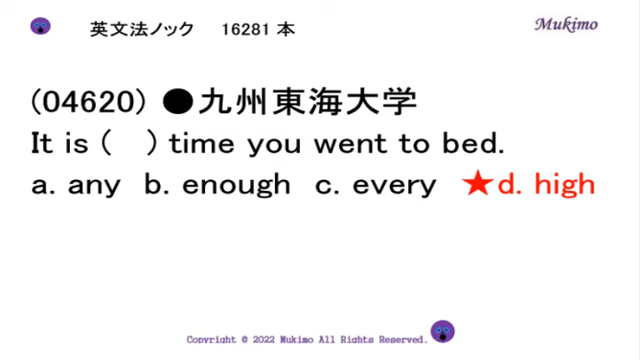 英文法ノック 16281 本
Mukimo
(04620) ●九州東海大学
It is ( ) time you went to bed.
a. any b. enough c. every ★d. high
Copyright © 2022 Mukimo All Rights Reserved.